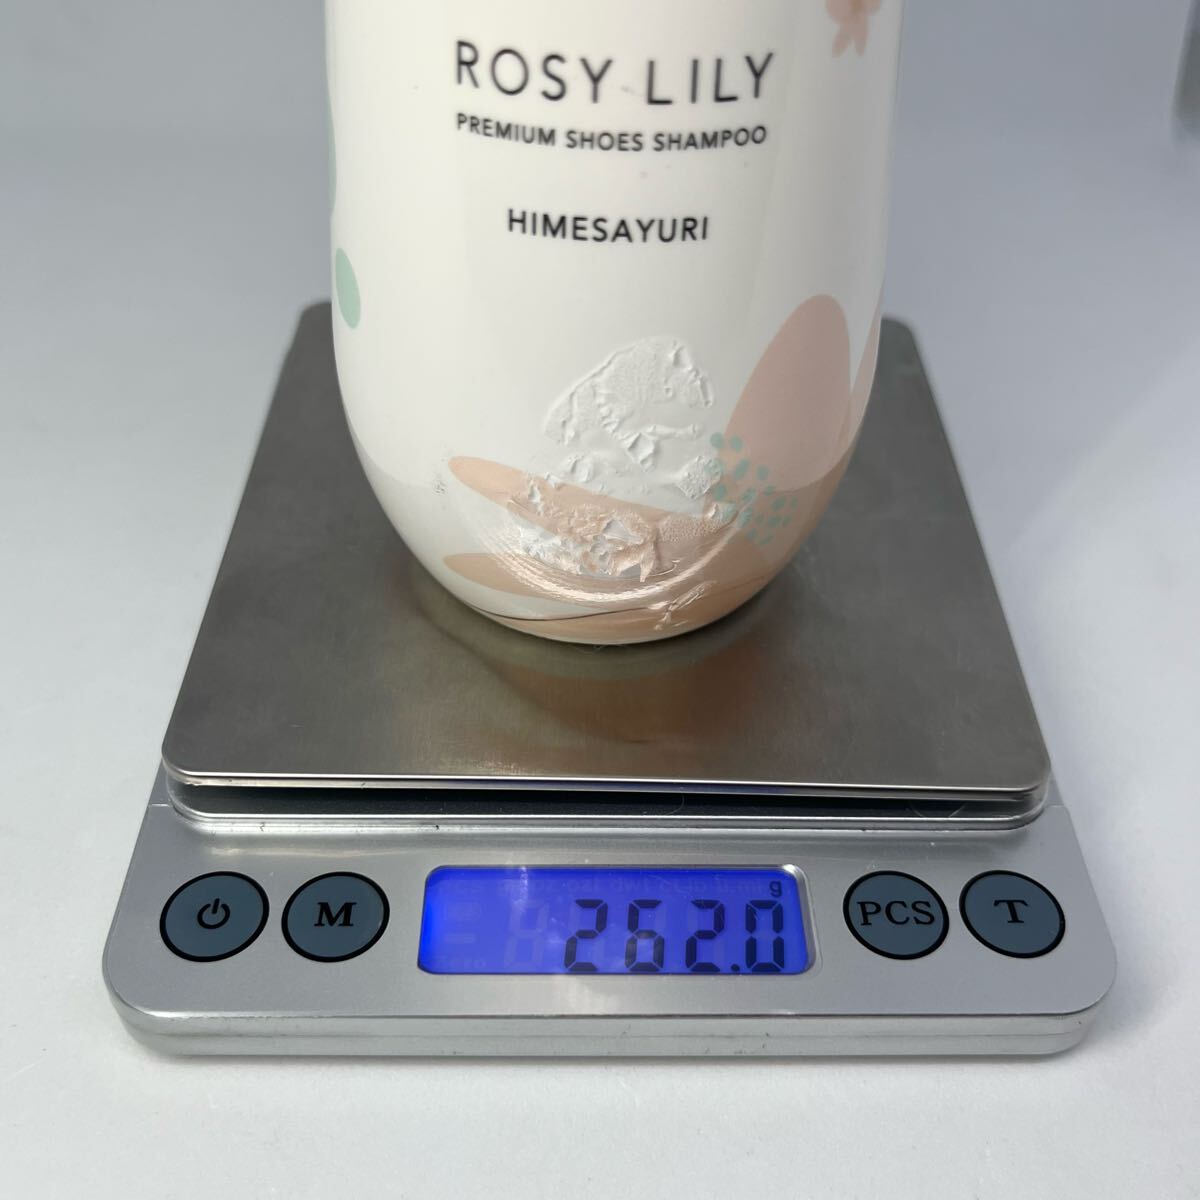 ROSY LILY
PREMIUM SHOES SHAMPOO
HIMESAYURI
g
262.0
M
PCS
T